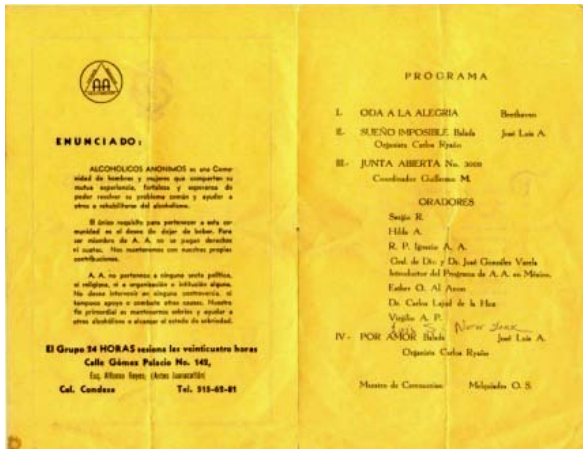 AA
ENUNCIADO:
ALCOHOLICOS ANONIMOS es una Comu-
nidad de hombres y mujeres que comparten su
mutua experiencia, fortaleza y esperanza de
poder resolver su problema común y ayudar a
otros a rehabilitarse del alcoholismo.
El único requisito para pertenecer a esta co-
munidad es el deseo de dejar de beber. Para
ser miembro de A. A. no se pagan derechos
ni cuotas. Nos mantenemos con nuestras propias
contribuciones.
A. A. no pertenece a ninguna secta política,
ni religiosa, ni a organización o intitución alguna.
No desea intervenir en ninguna controversia, ni
tampoco apoya o combate otras causas. Nuestro
fin primordial es mantenernos sobrios y ayudar a
otros alcohólicos a alcanzar el estado de sobriedad.
El Grupo 24 HORAS sesiona las veinticuatro horas
Calle Gómez Palacio No. 142,
Esq. Alfonso Reyes, (Antes Juanacatlán)
Col. Condesa Tel. 515-62-81
PROGRAMA
I.- ODA A LA ALEGRIA Beethoven
II.- SUEÑO IMPOSIBLE Balada José Luis A.
Organista Carlos Ryaño
III.- JUNTA ABIERTA No.
Coordinador Guillermo M.
ORADORES
Sergio R.
Hilda A.
R. P. Ignacio A. A.
Gral. de Div. y Dr. José González Varela
Introductor del Programa de A. A. en México.
Esther O. Al Anon
Dr. Carlos Lajud de la Hoz
Virgilio A. P.
S. New York
IV.- POR AMOR Balada José Luis A.
Organista Carlos Ryaño
Maestro de Ceremonias Melquiades O. S.